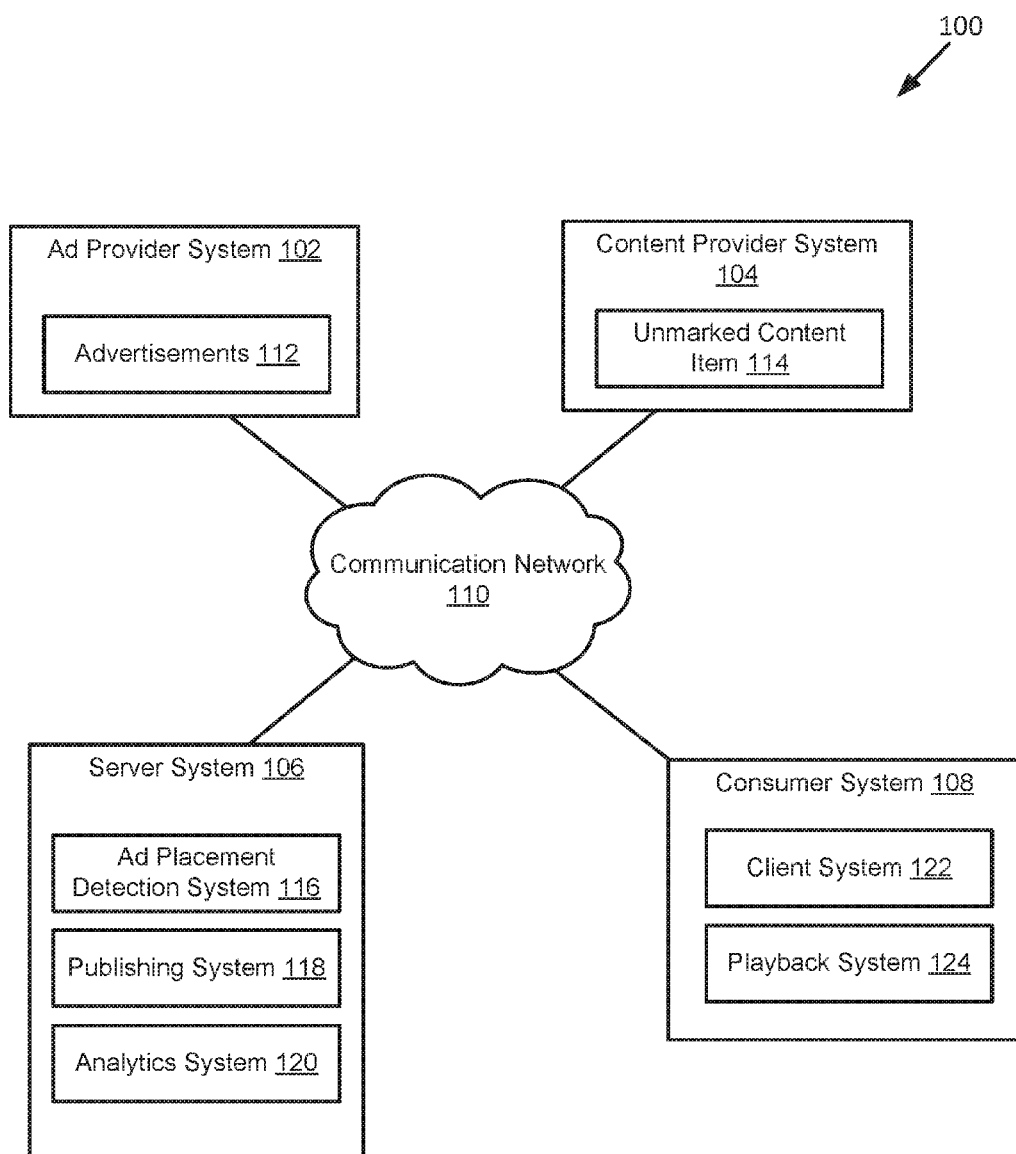 100
Ad Provider System 102
Advertisements 112
Content Provider System
104
Unmarked Content
Item 114
Communication Network
110
Server System 106
Ad Placement
Detection System 116
Publishing System 118
Analytics System 120
Consumer System 108
Client System 122
Playback System 124